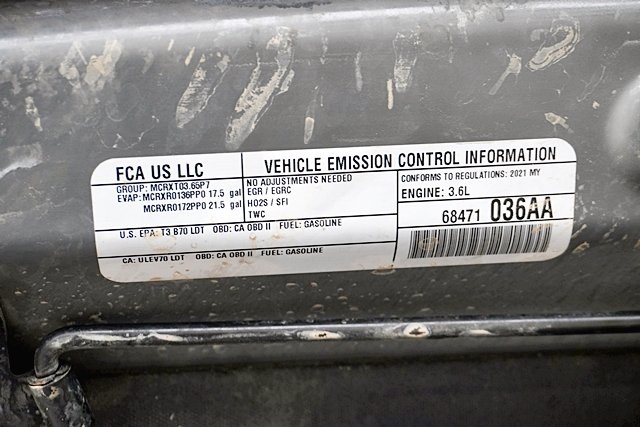 FCA US LLC
GROUP: MCRXT03.65P7
EVAP: MCRXR0136PP0 17.5 gal
MCRXR0172PP0 21.5 gal
VEHICLE EMISSION CONTROL INFORMATION
NO ADJUSTMENTS NEEDED
EGR / EGRC
HO2S / SFI
TWC
CONFORMS TO REGULATIONS: 2021 MY
ENGINE: 3.6L
68471 036AA
U.S. EPA: T3 B70 LDT OBD: CA OBD II FUEL: GASOLINE
CA: ULEV70 LDT OBD: CA OBD II FUEL: GASOLINE